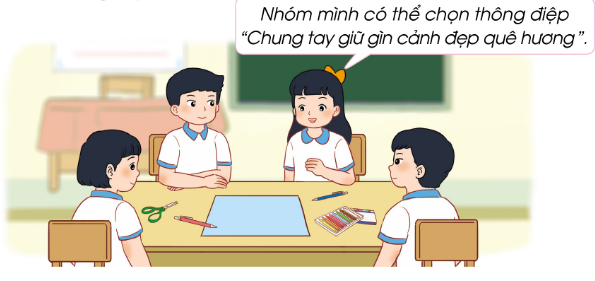 Nhóm mình có thể chọn thông điệp
“Chung tay giữ gìn cảnh đẹp quê hương”.